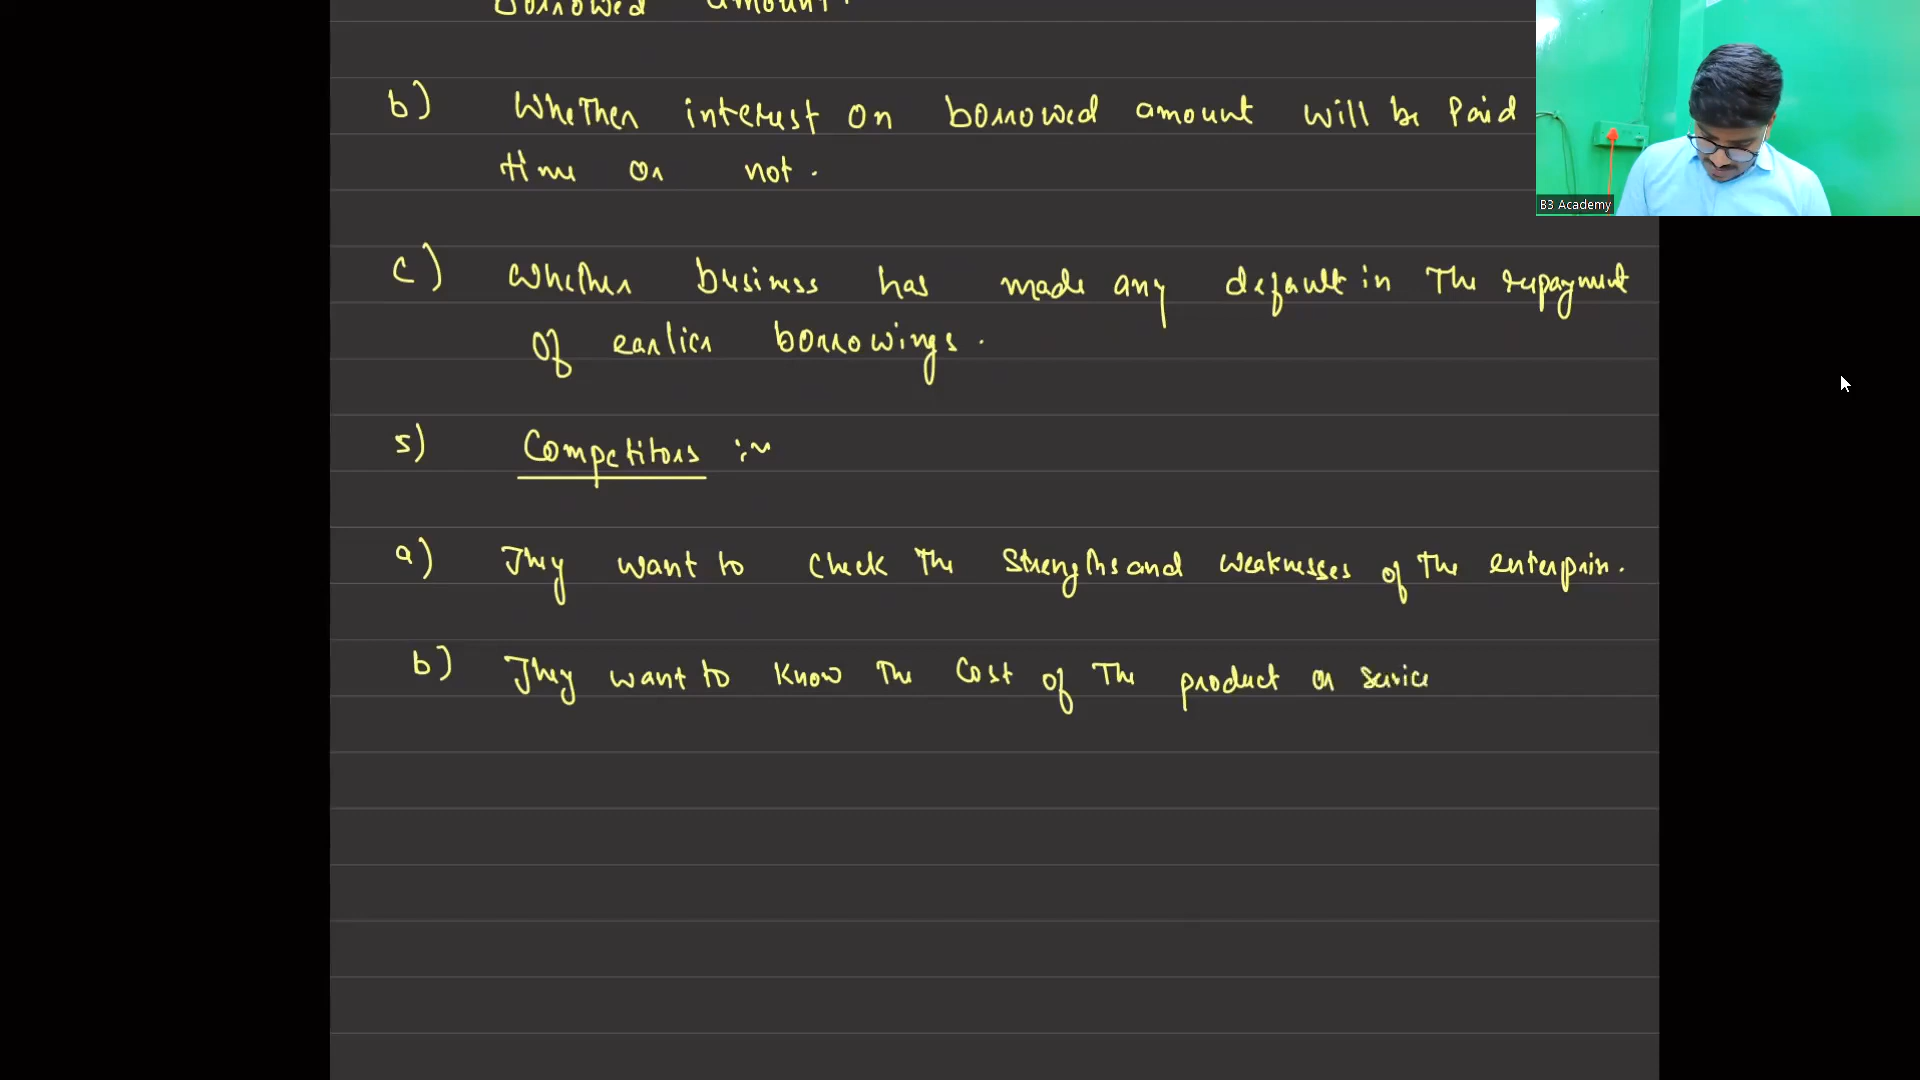 borrowed amount.
b) Whether interest on borrowed amount will be paid
time or not.
c) Whether business has made any default in the repayment
of earlier borrowings.
5) Competitors :~
a) They want to check the strengths and weaknesses of the enterprise.
b) They want to know the cost of the product or service
B3 Academy